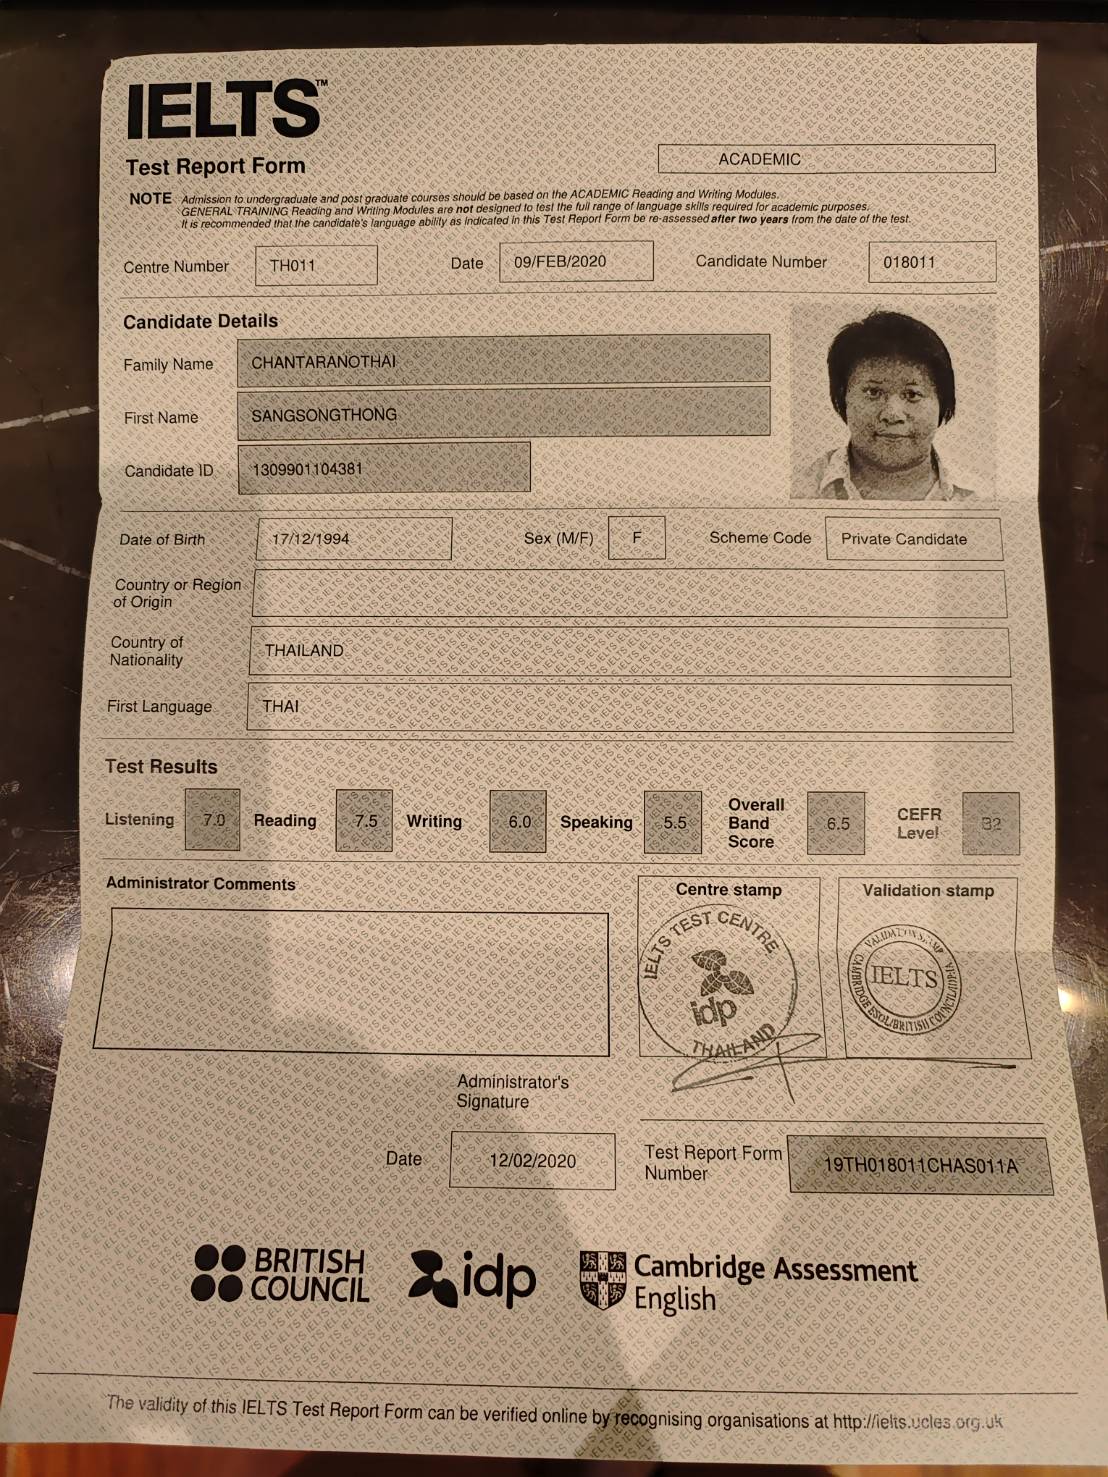 IELTS™
Test Report Form
ACADEMIC
NOTE Admission to undergraduate and post graduate courses should be based on the ACADEMIC Reading and Writing Modules.
GENERAL TRAINING Reading and Writing Modules are not designed to test the full range of language skills required for academic purposes.
It is recommended that the candidate's language ability as indicated in this Test Report Form be re-assessed after two years from the date of the test.
Centre Number TH011 Date 09/FEB/2020 Candidate Number 018011
Candidate Details
Family Name CHANTARANOTHAI
First Name SANGSONGTHONG
Candidate ID 1309901104381
Date of Birth 17/12/1994 Sex (M/F) F Scheme Code Private Candidate
Country or Region
of Origin
Country of
Nationality THAILAND
First Language THAI
Test Results
Listening 7.0 Reading 7.5 Writing 6.0 Speaking 5.5 Overall Band Score 6.5 CEFR Level B2
Administrator Comments
Centre stamp
Validation stamp
IELTS TEST CENTRE
idp
THAILAND
VALIDATION STAMP
IELTS
CAMBRIDGE ESOL/BRITISH COUNCIL/IDP:IA
Administrator's
Signature
Date 12/02/2020
Test Report Form
Number 19TH018011CHAS011A
BRITISH
COUNCIL
idp
Cambridge Assessment
English
The validity of this IELTS Test Report Form can be verified online by recognising organisations at http://ielts.ucles.org.uk